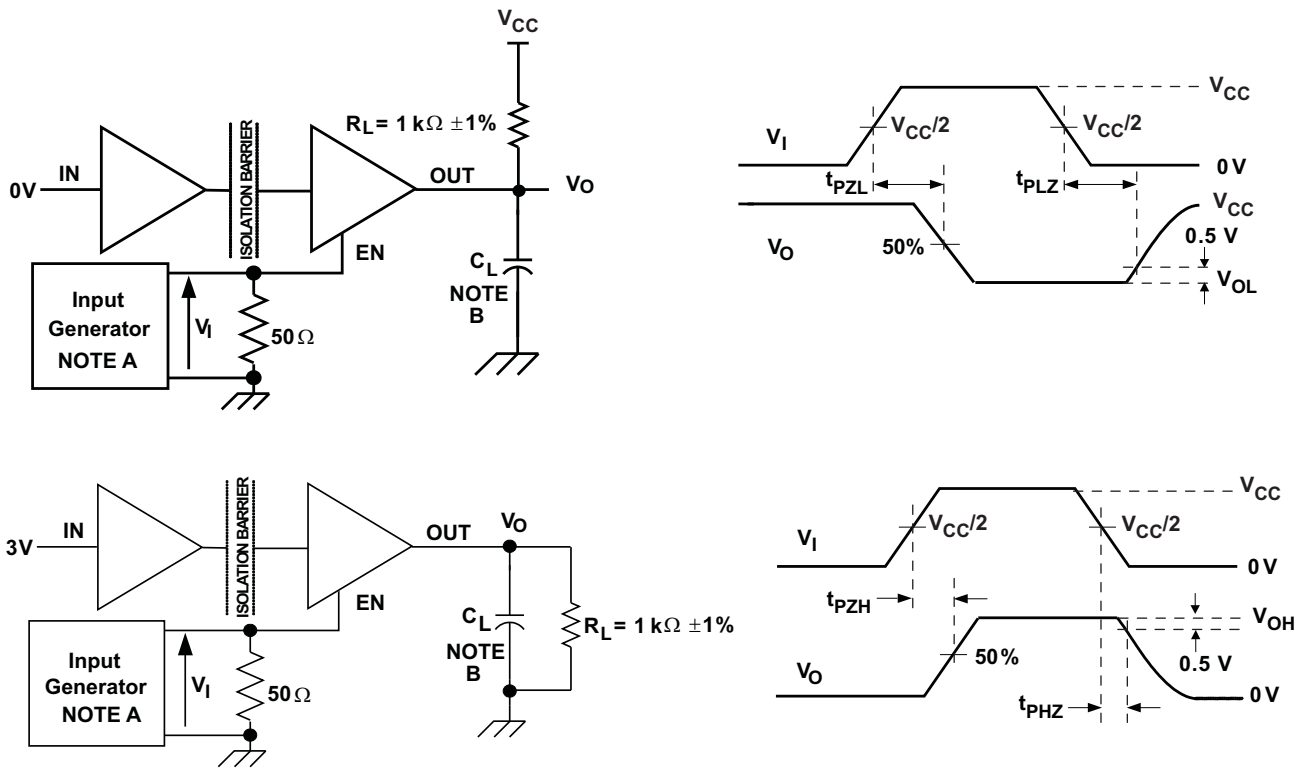 VCC
RL = 1 kΩ ±1%
ISOLATION BARRIER
0V
IN
OUT
VO
EN
CL
NOTE
B
Input
Generator
NOTE A
VI
50Ω
VCC
VCC/2
VCC/2
VI
0V
tPZL
tPLZ
VCC
0.5 V
VO
50%
VOL
ISOLATION BARRIER
3V
IN
OUT
VO
EN
CL
NOTE
B
RL = 1 kΩ ±1%
Input
Generator
NOTE A
VI
50Ω
VCC
VCC/2
VCC/2
VI
0V
tPZH
VOH
50%
0.5 V
VO
0V
tPHZ